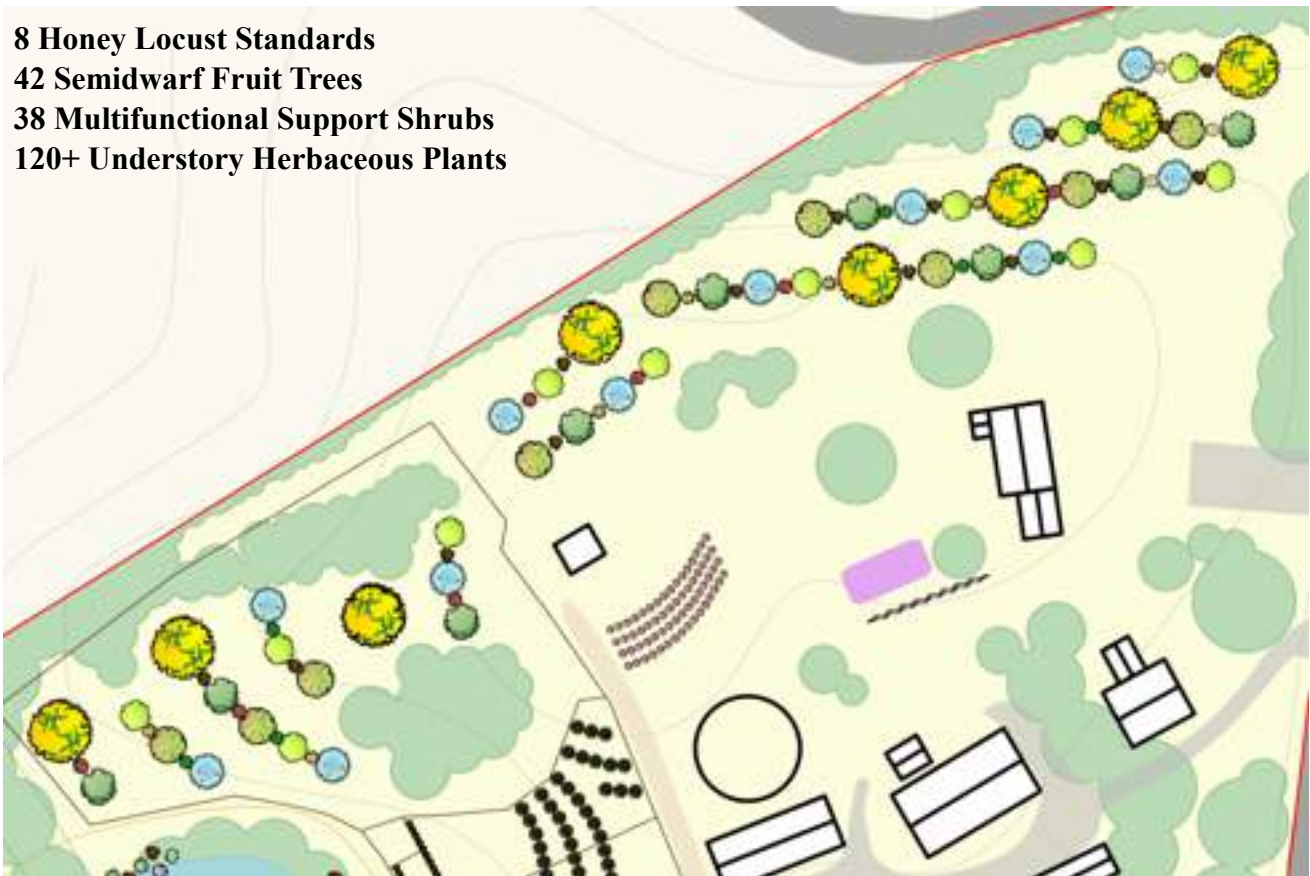 8 Honey Locust Standards
42 Semidwarf Fruit Trees
38 Multifunctional Support Shrubs
120+ Understory Herbaceous Plants